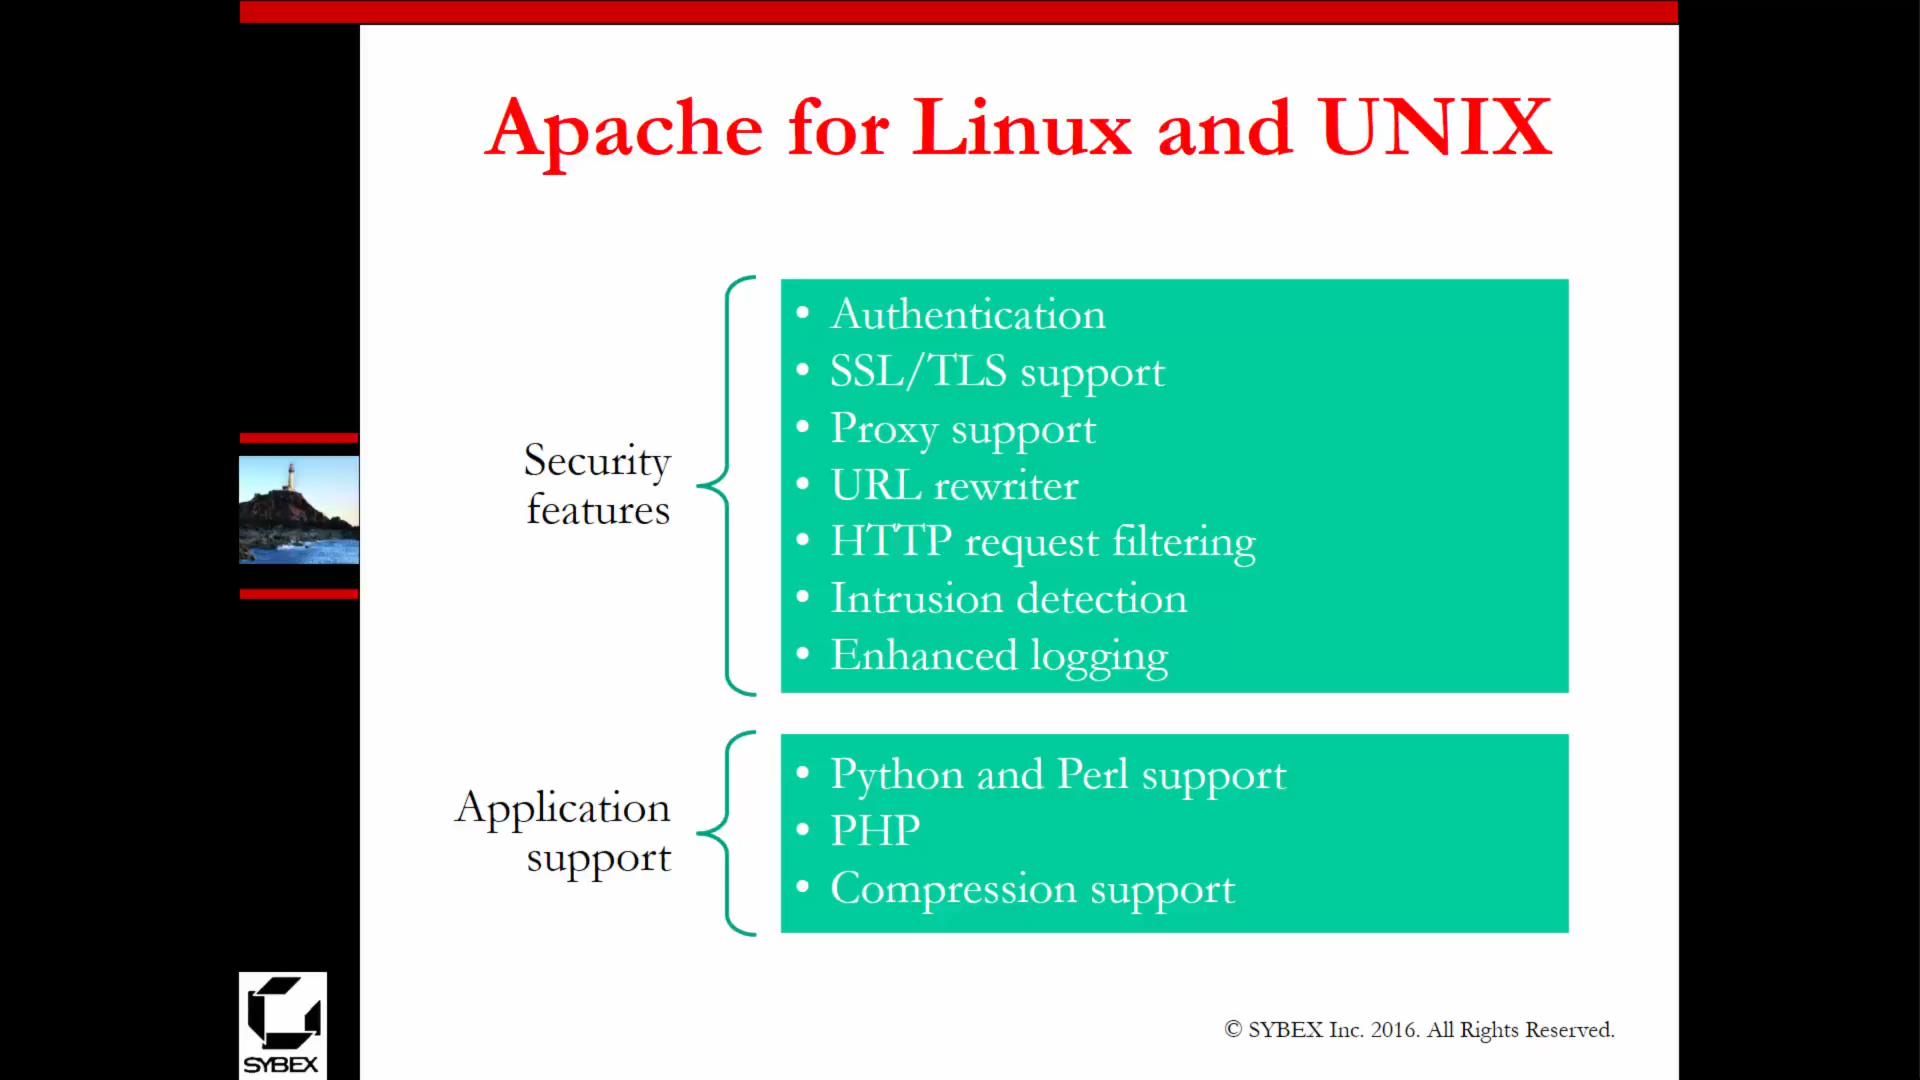 Apache for Linux and UNIX
Security
features
• Authentication
• SSL/TLS support
• Proxy support
• URL rewriter
• HTTP request filtering
• Intrusion detection
• Enhanced logging
Application
support
• Python and Perl support
• PHP
• Compression support
© SYBEX Inc. 2016. All Rights Reserved.
SYBEX